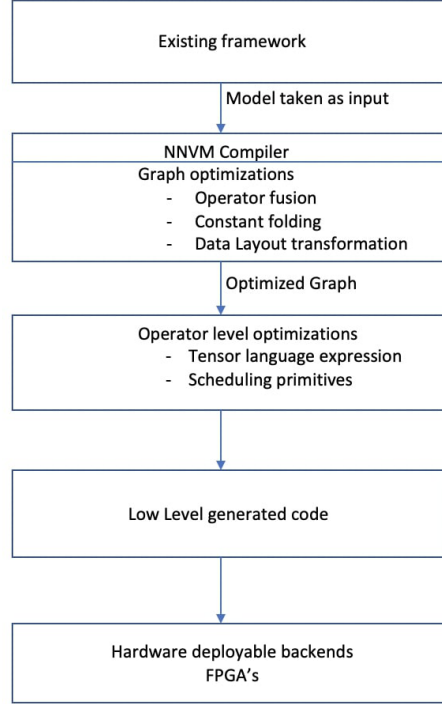 Existing framework
Model taken as input
NNVM Compiler
Graph optimizations
- Operator fusion
- Constant folding
- Data Layout transformation
Optimized Graph
Operator level optimizations
- Tensor language expression
- Scheduling primitives
Low Level generated code
Hardware deployable backends
FPGA’s